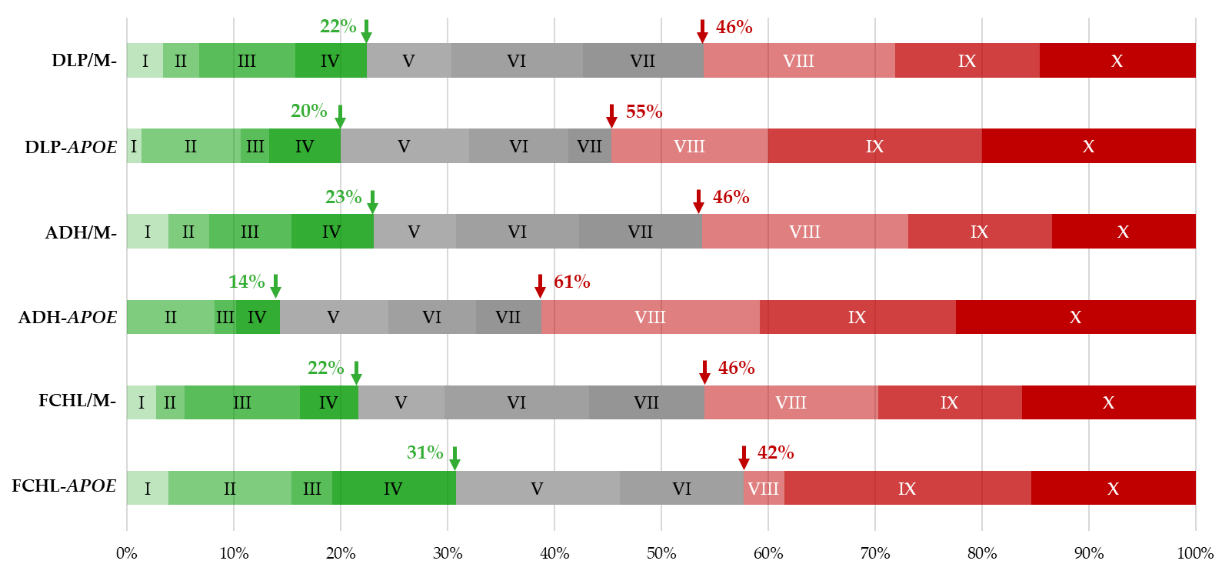 22% 46%
DLP/M- I II III IV V VI VII VIII IX X
20% 55%
DLP-APOE I II III IV V VI VII VIII IX X
23% 46%
ADH/M- I II III IV V VI VII VIII IX X
14% 61%
ADH-APOE II III IV V VI VII VIII IX X
22% 46%
FCHL/M- I II III IV V VI VII VIII IX X
31% 42%
FCHL-APOE I II III IV V VI VIII IX X
0% 10% 20% 30% 40% 50% 60% 70% 80% 90% 100%